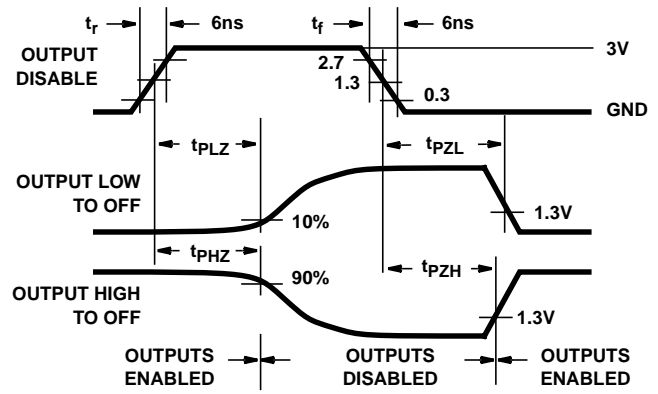 tr
6ns
tf
6ns
OUTPUT
DISABLE
2.7
1.3
0.3
3V
GND
tPLZ
tPZL
OUTPUT LOW
TO OFF
10%
1.3V
tPHZ
tPZH
OUTPUT HIGH
TO OFF
90%
1.3V
OUTPUTS
ENABLED
OUTPUTS
DISABLED
OUTPUTS
ENABLED